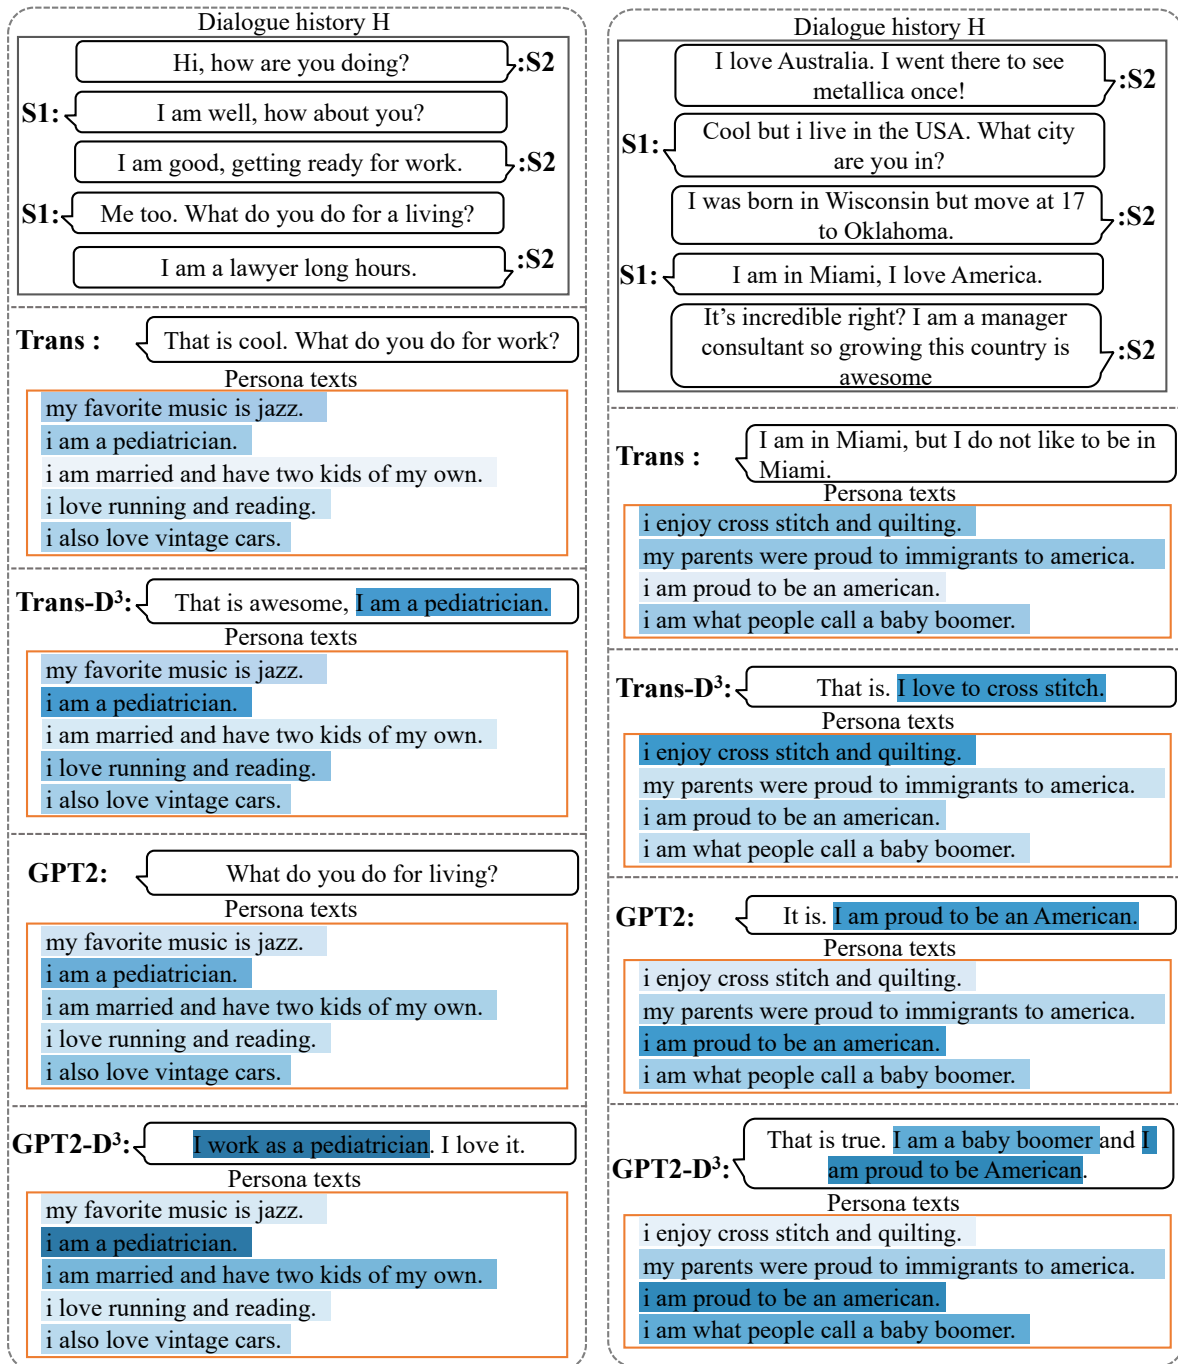 Dialogue history H
Hi, how are you doing?
:S2
S1:
I am well, how about you?
I am good, getting ready for work.
:S2
S1:
Me too. What do you do for a living?
I am a lawyer long hours.
:S2
Trans :
That is cool. What do you do for work?
Persona texts
my favorite music is jazz.
i am a pediatrician.
i am married and have two kids of my own.
i love running and reading.
i also love vintage cars.
Trans-D³:
That is awesome, I am a pediatrician.
Persona texts
my favorite music is jazz.
i am a pediatrician.
i am married and have two kids of my own.
i love running and reading.
i also love vintage cars.
GPT2:
What do you do for living?
Persona texts
my favorite music is jazz.
i am a pediatrician.
i am married and have two kids of my own.
i love running and reading.
i also love vintage cars.
GPT2-D³:
I work as a pediatrician. I love it.
Persona texts
my favorite music is jazz.
i am a pediatrician.
i am married and have two kids of my own.
i love running and reading.
i also love vintage cars.
Dialogue history H
I love Australia. I went there to see
metallica once!
:S2
S1:
Cool but i live in the USA. What city
are you in?
I was born in Wisconsin but move at 17
to Oklahoma.
:S2
S1:
I am in Miami, I love America.
It's incredible right? I am a manager
consultant so growing this country is
awesome
:S2
Trans :
I am in Miami, but I do not like to be in
Miami.
Persona texts
i enjoy cross stitch and quilting.
my parents were proud to immigrants to america.
i am proud to be an american.
i am what people call a baby boomer.
Trans-D³:
That is. I love to cross stitch.
Persona texts
i enjoy cross stitch and quilting.
my parents were proud to immigrants to america.
i am proud to be an american.
i am what people call a baby boomer.
GPT2:
It is. I am proud to be an American.
Persona texts
i enjoy cross stitch and quilting.
my parents were proud to immigrants to america.
i am proud to be an american.
i am what people call a baby boomer.
GPT2-D³:
That is true. I am a baby boomer and I
am proud to be American.
Persona texts
i enjoy cross stitch and quilting.
my parents were proud to immigrants to america.
i am proud to be an american.
i am what people call a baby boomer.